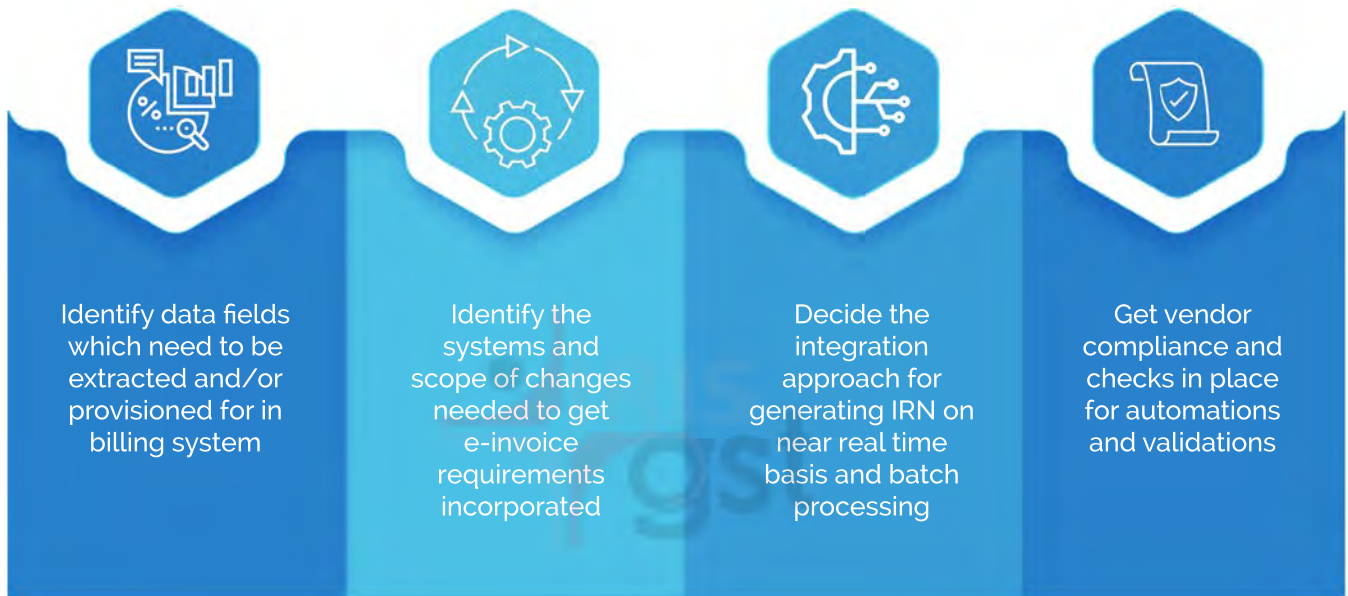 Identify data fields
which need to be
extracted and/or
provisioned for in
billing system
Identify the
systems and
scope of changes
needed to get
e-invoice
requirements
incorporated
Decide the
integration
approach for
generating IRN on
near real time
basis and batch
processing
Get vendor
compliance and
checks in place
for automations
and validations
gst